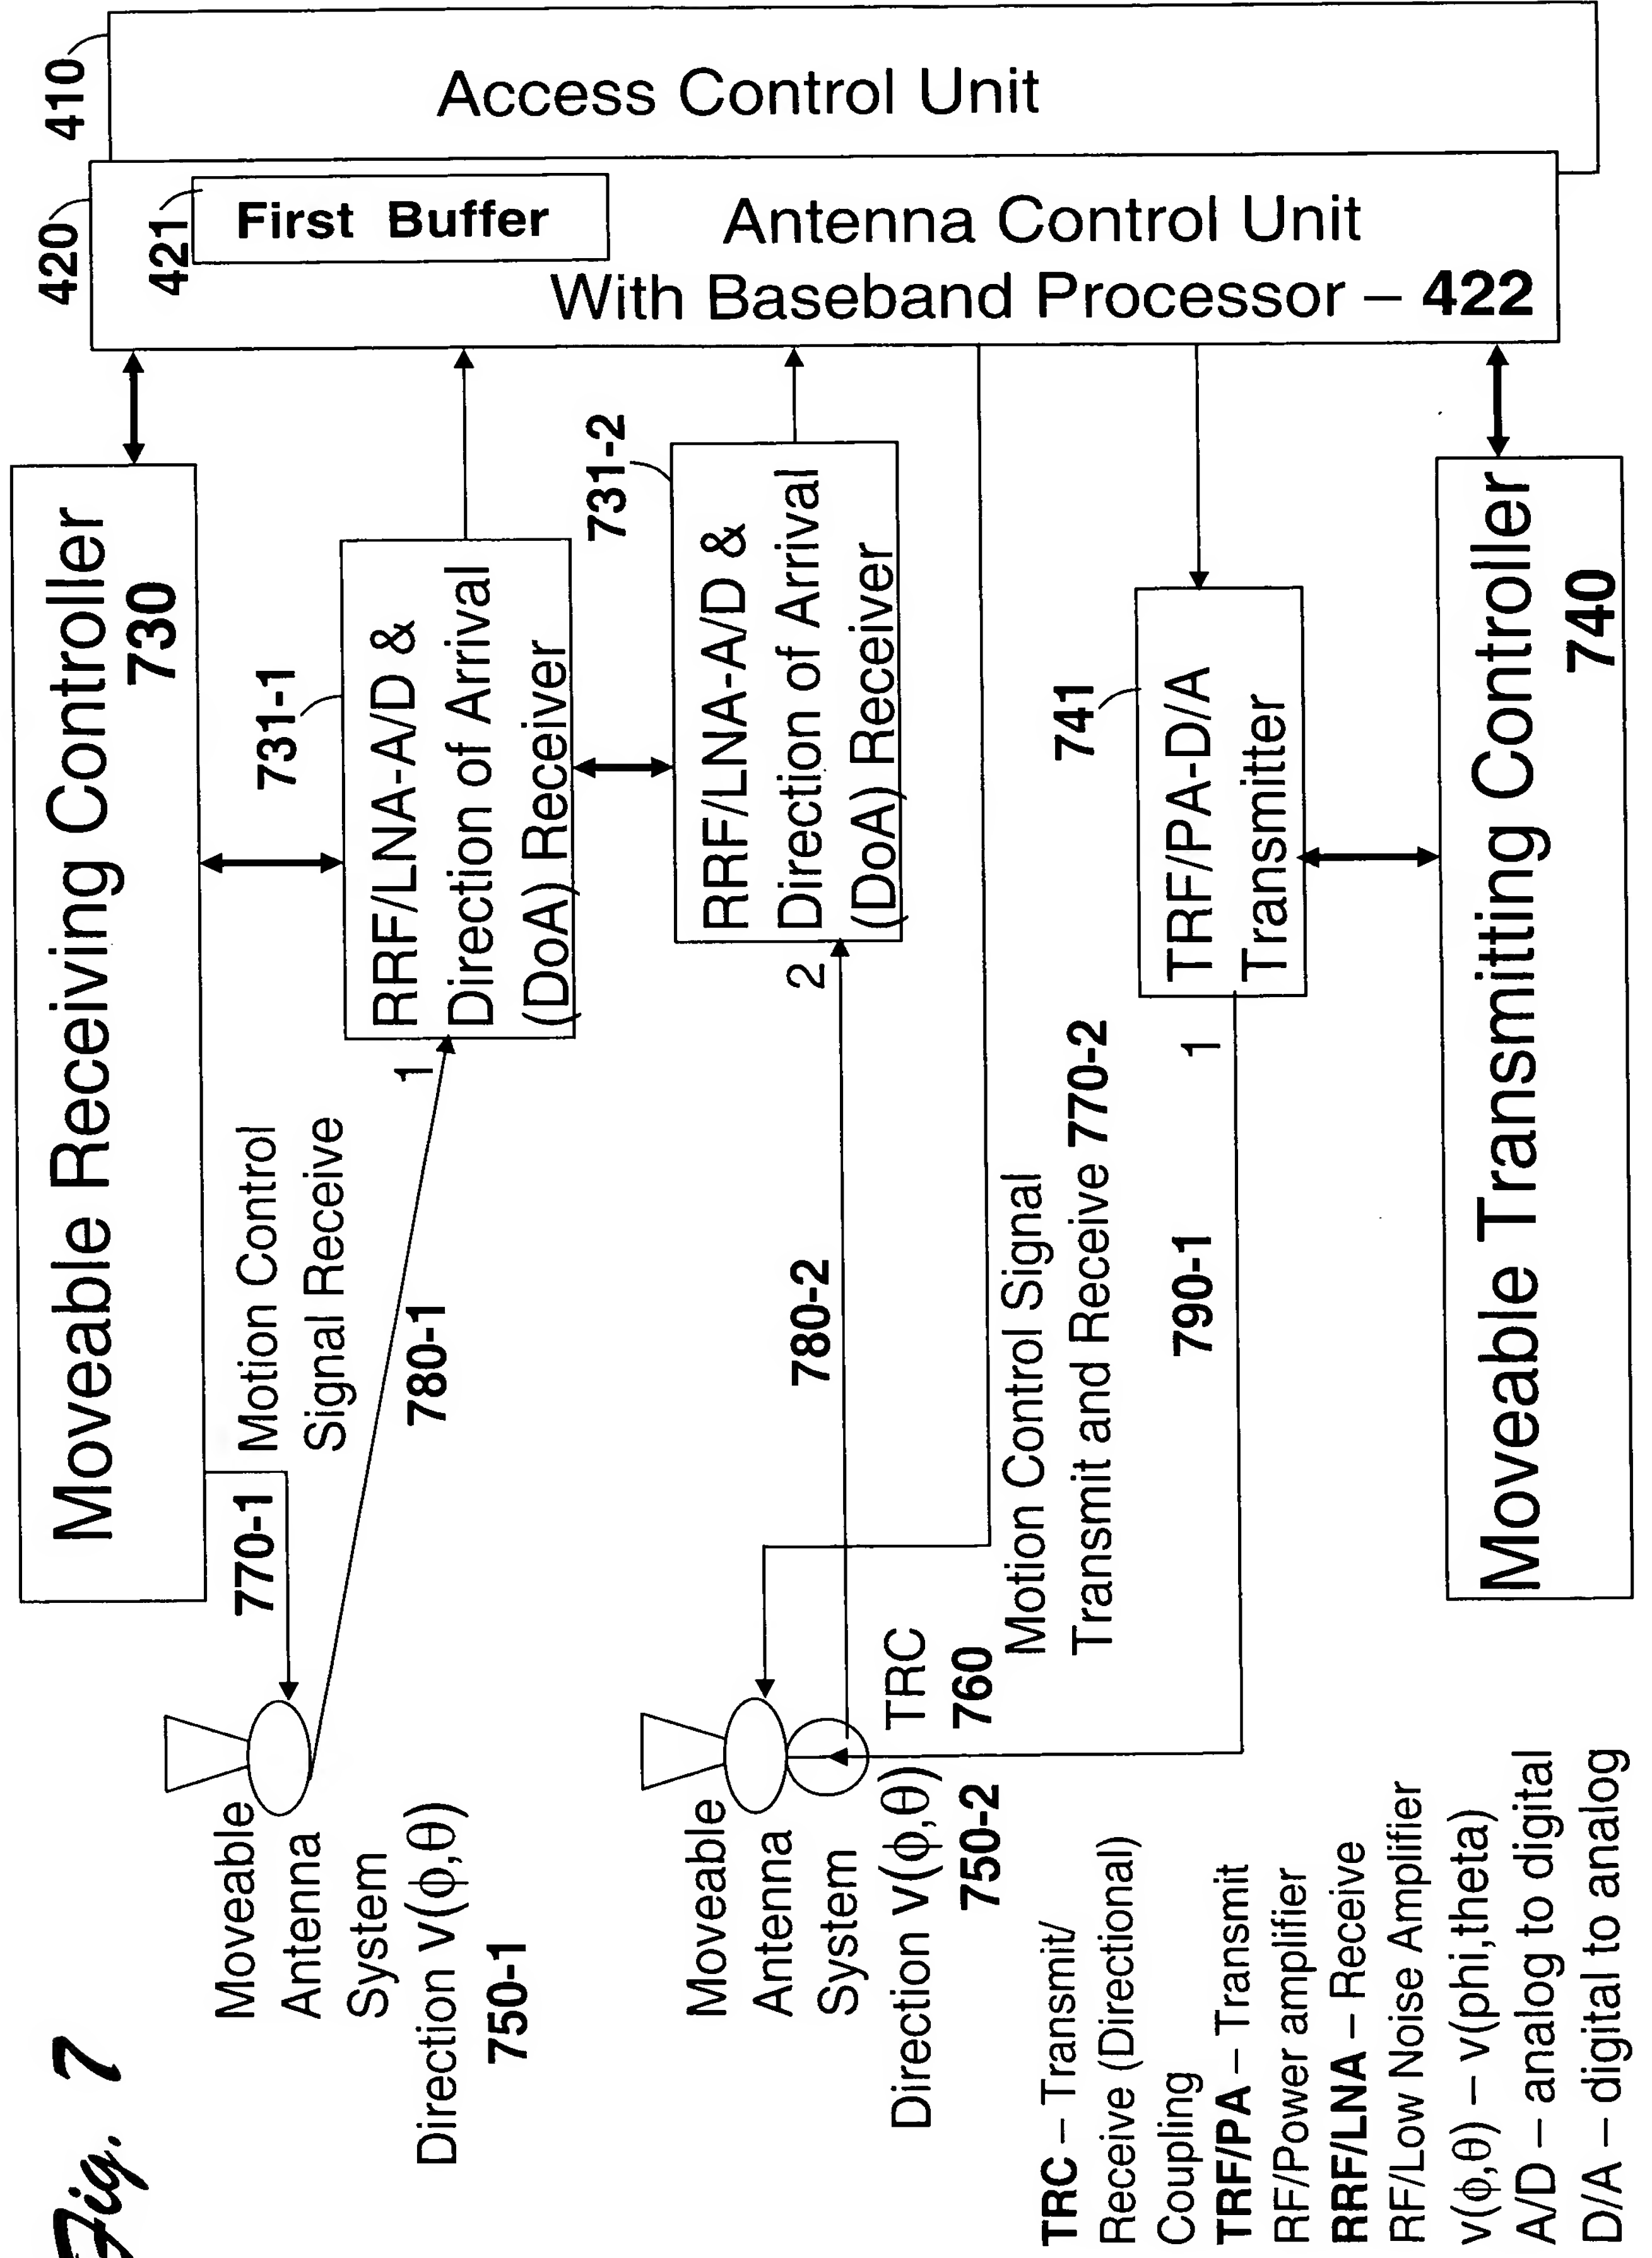 Fig. 7
Moveable Receiving Controller
730
770-1
Motion Control
Signal Receive
Moveable
Antenna
System
Direction v(ϕ,θ)
750-1
780-1
1
731-1
RRF/LNA-A/D &
Direction of Arrival
(DoA) Receiver
731-2
RRF/LNA-A/D &
Direction of Arrival
(DoA) Receiver
2
780-2
Moveable
Antenna
System
Direction v(ϕ,θ)
750-2
TRC
760
Motion Control Signal
Transmit and Receive 770-2
790-1
1
741
TRF/PA-D/A
Transmitter
Moveable Transmitting Controller
740
420
421
First Buffer
Antenna Control Unit
With Baseband Processor – 422
410
Access Control Unit
TRC – Transmit/
Receive (Directional)
Coupling
TRF/PA – Transmit
RF/Power amplifier
RRF/LNA – Receive
RF/Low Noise Amplifier
v(ϕ,θ) – v(phi,theta)
A/D – analog to digital
D/A – digital to analog